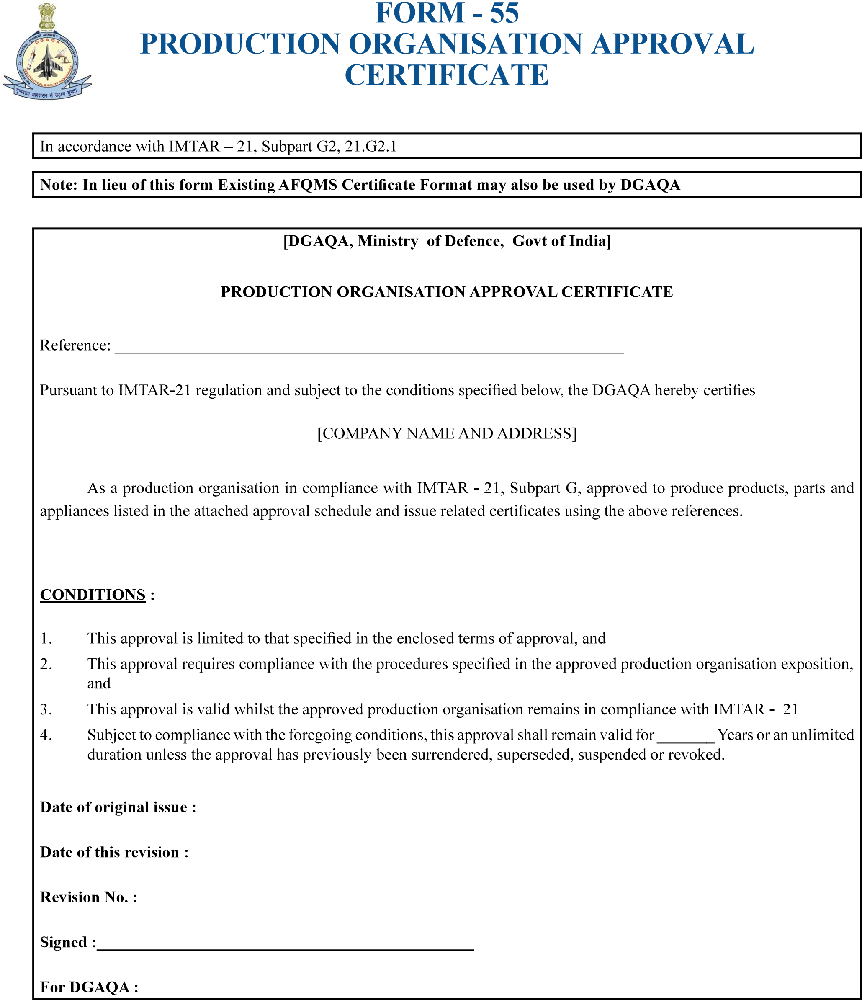 FORM - 55
PRODUCTION ORGANISATION APPROVAL
CERTIFICATE
वैमानिक गुणवत्ता आश्वासन महानिदेशालय
DGAQA
AERONAUTICAL QUALITY ASSURANCE
गुणवत्ता आश्वासन से उड़ान सुरक्षा
In accordance with IMTAR – 21, Subpart G2, 21.G2.1
Note: In lieu of this form Existing AFQMS Certificate Format may also be used by DGAQA
[DGAQA, Ministry of Defence, Govt of India]
PRODUCTION ORGANISATION APPROVAL CERTIFICATE
Reference: ____________________
Pursuant to IMTAR-21 regulation and subject to the conditions specified below, the DGAQA hereby certifies
[COMPANY NAME AND ADDRESS]
As a production organisation in compliance with IMTAR - 21, Subpart G, approved to produce products, parts and
appliances listed in the attached approval schedule and issue related certificates using the above references.
CONDITIONS :
1. This approval is limited to that specified in the enclosed terms of approval, and
2. This approval requires compliance with the procedures specified in the approved production organisation exposition,
and
3. This approval is valid whilst the approved production organisation remains in compliance with IMTAR - 21
4. Subject to compliance with the foregoing conditions, this approval shall remain valid for _______ Years or an unlimited
duration unless the approval has previously been surrendered, superseded, suspended or revoked.
Date of original issue :
Date of this revision :
Revision No. :
Signed :____________________
For DGAQA :